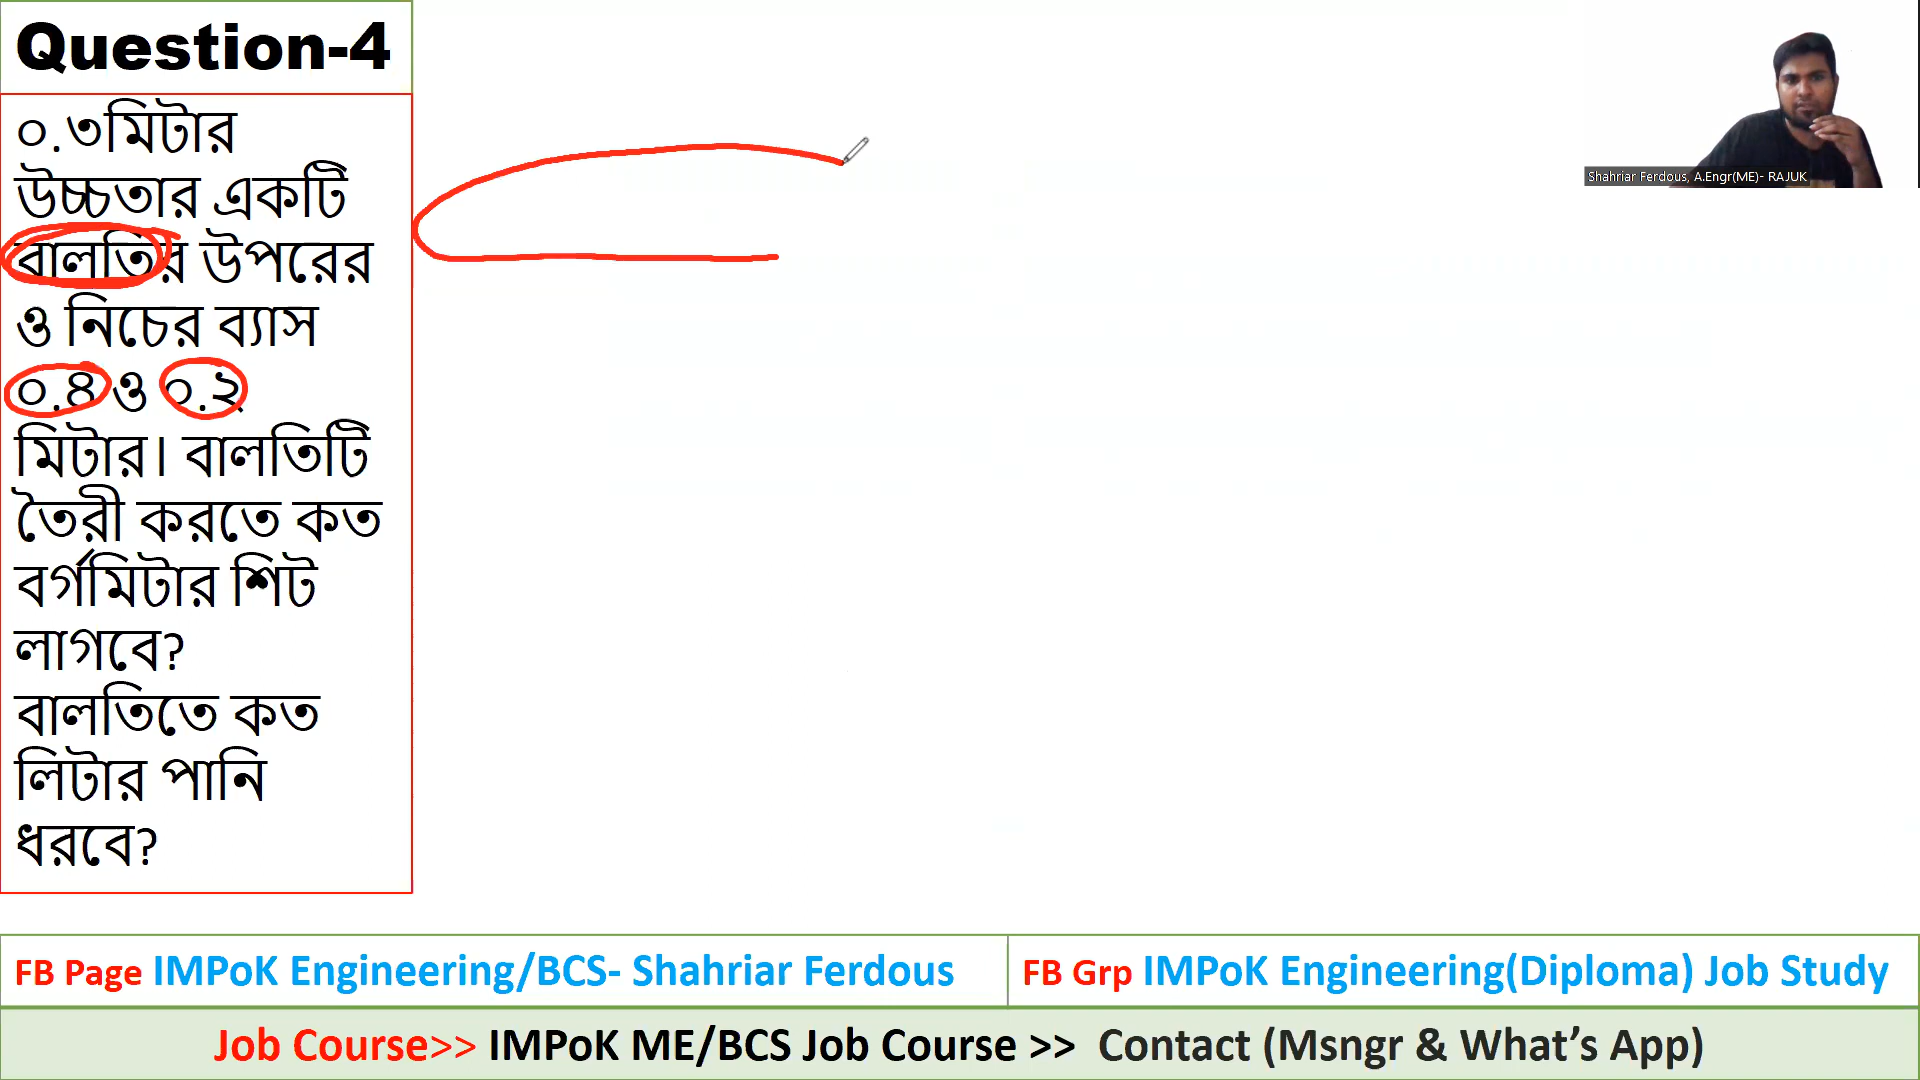 Question-4
০.৩মিটার
উচ্চতার একটি
বালতির উপরের
ও নিচের ব্যাস
০.৪ ও ০.২
মিটার। বালতিটি
তৈরী করতে কত
বর্গমিটার শিট
লাগবে?
বালতিতে কত
লিটার পানি
ধরবে?
Shahriar Ferdous, A.Engr(ME)- RAJUK
FB Page IMPoK Engineering/BCS- Shahriar Ferdous
FB Grp IMPoK Engineering(Diploma) Job Study
Job Course>> IMPoK ME/BCS Job Course >> Contact (Msngr & What’s App)